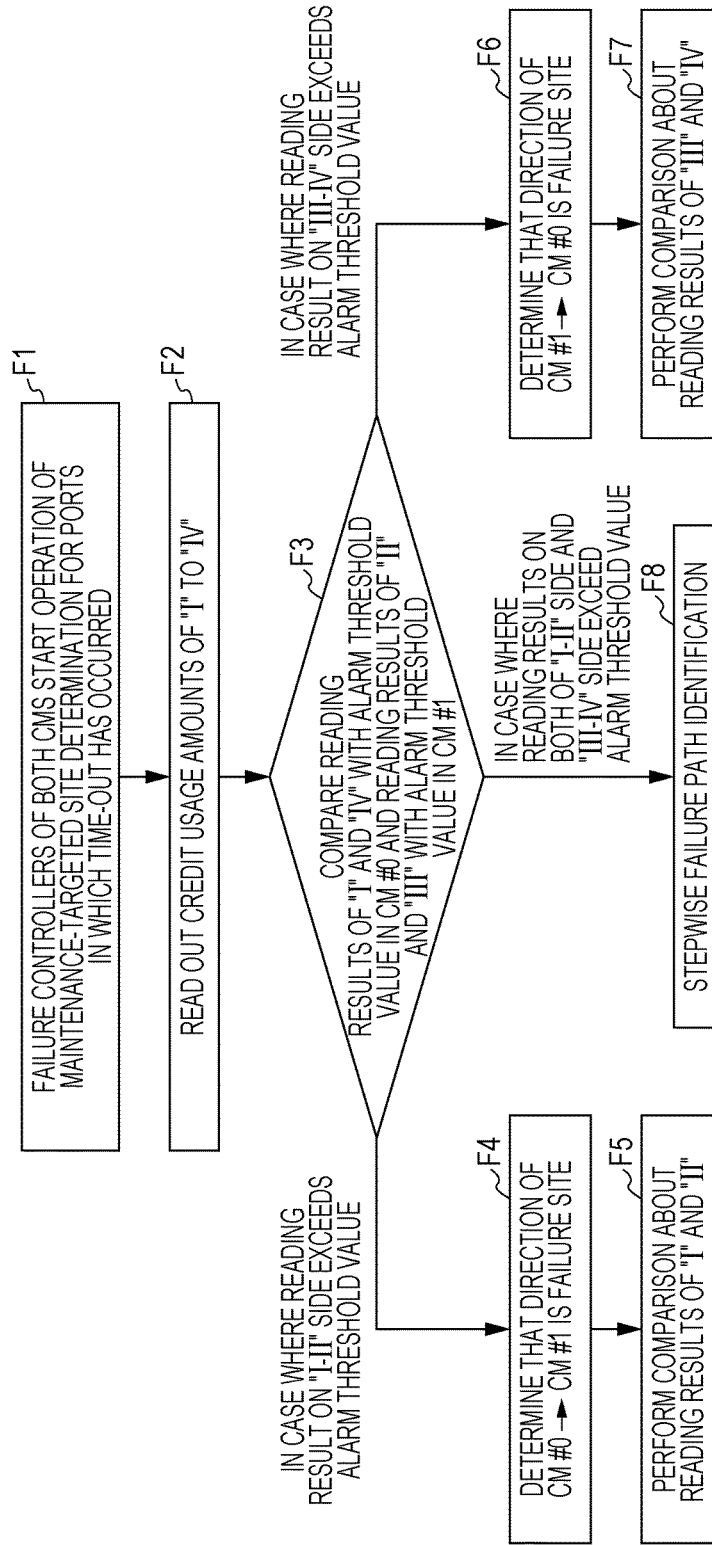 F1
FAILURE CONTROLLERS OF BOTH CMS START OPERATION OF
MAINTENANCE-TARGETED SITE DETERMINATION FOR PORTS
IN WHICH TIME-OUT HAS OCCURRED
F2
READ OUT CREDIT USAGE AMOUNTS OF "I" TO "IV"
F3
COMPARE READING
RESULTS OF "I" AND "IV" WITH ALARM THRESHOLD
VALUE IN CM #0 AND READING RESULTS OF "II"
AND "III" WITH ALARM THRESHOLD
VALUE IN CM #1
IN CASE WHERE READING
RESULT ON "I-II" SIDE EXCEEDS
ALARM THRESHOLD VALUE
F4
DETERMINE THAT DIRECTION OF
CM #0 → CM #1 IS FAILURE SITE
F5
PERFORM COMPARISON ABOUT
READING RESULTS OF "I" AND "II"
IN CASE WHERE
READING RESULTS ON
BOTH OF "I-II" SIDE AND
"III-IV" SIDE EXCEED
ALARM THRESHOLD VALUE
F8
STEPWISE FAILURE PATH IDENTIFICATION
IN CASE WHERE READING
RESULT ON "III-IV" SIDE EXCEEDS
ALARM THRESHOLD VALUE
F6
DETERMINE THAT DIRECTION OF
CM #1 → CM #0 IS FAILURE SITE
F7
PERFORM COMPARISON ABOUT
READING RESULTS OF "III" AND "IV"